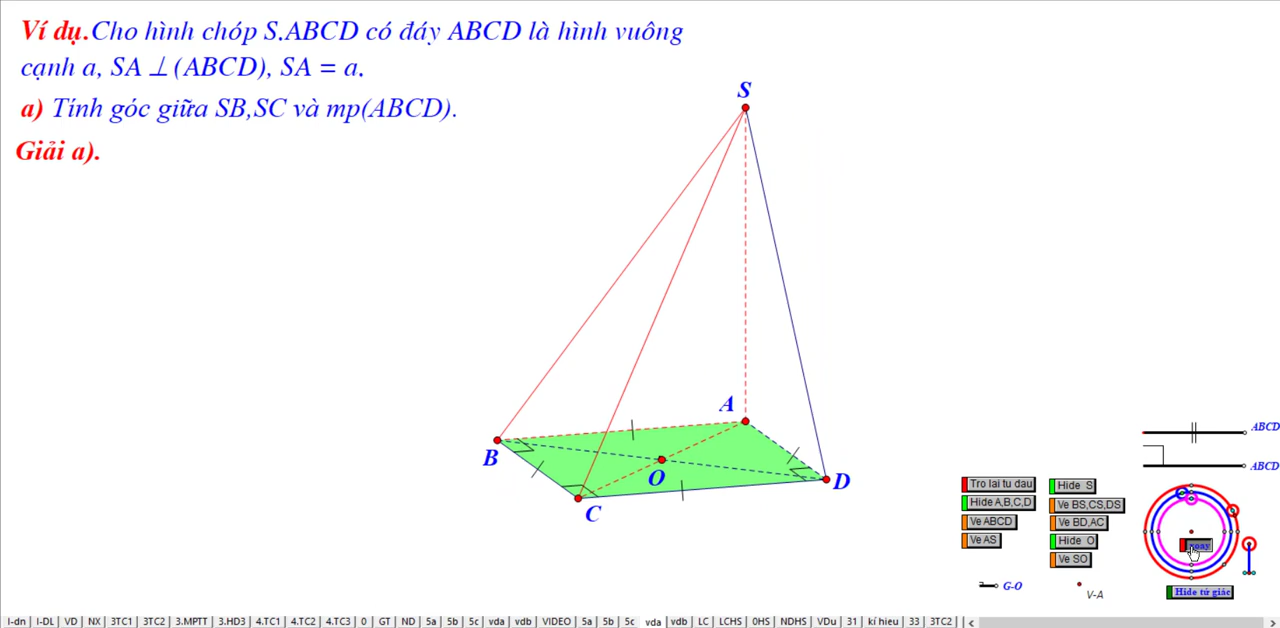 Ví dụ.Cho hình chóp S.ABCD có đáy ABCD là hình vuông
cạnh a, SA ⊥ (ABCD), SA = a.
a) Tính góc giữa SB,SC và mp(ABCD).
Giải a).
S
A
B
O
D
C
ABCD
ABCD
Tro lai tu dau
Hide S
Hide A,B,C,D
Ve BS,CS,DS
Ve ABCD
Ve BD,AC
Ve AS
Hide O
Ve SO
xoay
G-O
V-A
Hide tứ giác
I-dn | I-DL | VD | NX | 3TC1 | 3TC2 | 3.MPTT | 3.HD3 | 4.TC1 | 4.TC2 | 4.TC3 | 0 | GT | ND | 5a | 5b | 5c | vda | vdb | VIDEO | 5a | 5b | 5c | vda | vdb | LC | LCHS | 0HS | NDHS | VDu | 31 | kí hieu | 33 | 3TC2 |